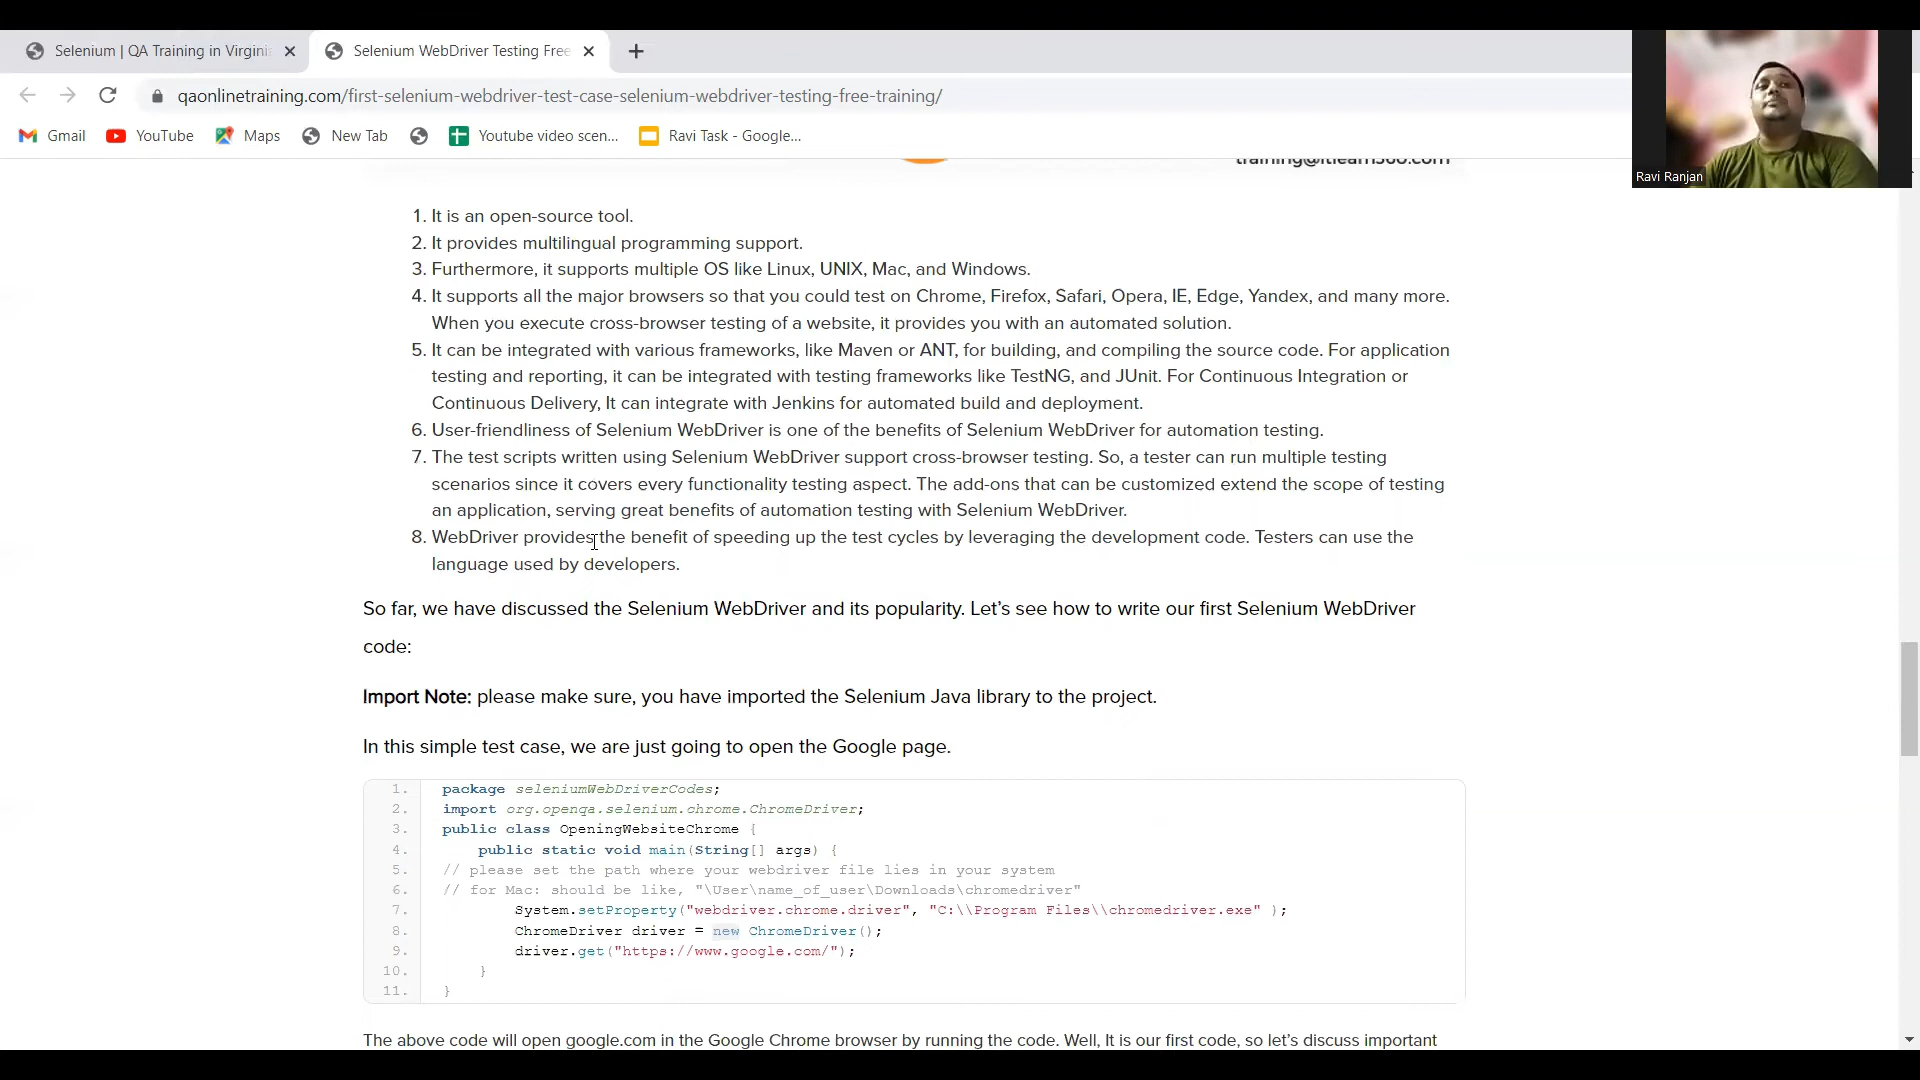 Selenium | QA Training in Virgini
Selenium WebDriver Testing Free
qaonlinetraining.com/first-selenium-webdriver-test-case-selenium-webdriver-testing-free-training/
Gmail YouTube Maps New Tab Youtube video scen... Ravi Task - Google...
Ravi Ranjan
training@itlearn360.com
1. It is an open-source tool.
2. It provides multilingual programming support.
3. Furthermore, it supports multiple OS like Linux, UNIX, Mac, and Windows.
4. It supports all the major browsers so that you could test on Chrome, Firefox, Safari, Opera, IE, Edge, Yandex, and many more.
When you execute cross-browser testing of a website, it provides you with an automated solution.
5. It can be integrated with various frameworks, like Maven or ANT, for building, and compiling the source code. For application
testing and reporting, it can be integrated with testing frameworks like TestNG, and JUnit. For Continuous Integration or
Continuous Delivery, It can integrate with Jenkins for automated build and deployment.
6. User-friendliness of Selenium WebDriver is one of the benefits of Selenium WebDriver for automation testing.
7. The test scripts written using Selenium WebDriver support cross-browser testing. So, a tester can run multiple testing
scenarios since it covers every functionality testing aspect. The add-ons that can be customized extend the scope of testing
an application, serving great benefits of automation testing with Selenium WebDriver.
8. WebDriver provides the benefit of speeding up the test cycles by leveraging the development code. Testers can use the
language used by developers.
So far, we have discussed the Selenium WebDriver and its popularity. Let's see how to write our first Selenium WebDriver
code:
Import Note: please make sure, you have imported the Selenium Java library to the project.
In this simple test case, we are just going to open the Google page.
1. package seleniumWebDriverCodes;
2. import org.openqa.selenium.chrome.ChromeDriver;
3. public class OpeningWebsiteChrome {
4. public static void main(String[] args) {
5. // please set the path where your webdriver file lies in your system
6. // for Mac: should be like, "\User\name_of_user\Downloads\chromedriver"
7. System.setProperty("webdriver.chrome.driver", "C:\\Program Files\\chromedriver.exe" );
8. ChromeDriver driver = new ChromeDriver();
9. driver.get("https://www.google.com/");
10. }
11. }
The above code will open google.com in the Google Chrome browser by running the code. Well, It is our first code, so let's discuss important